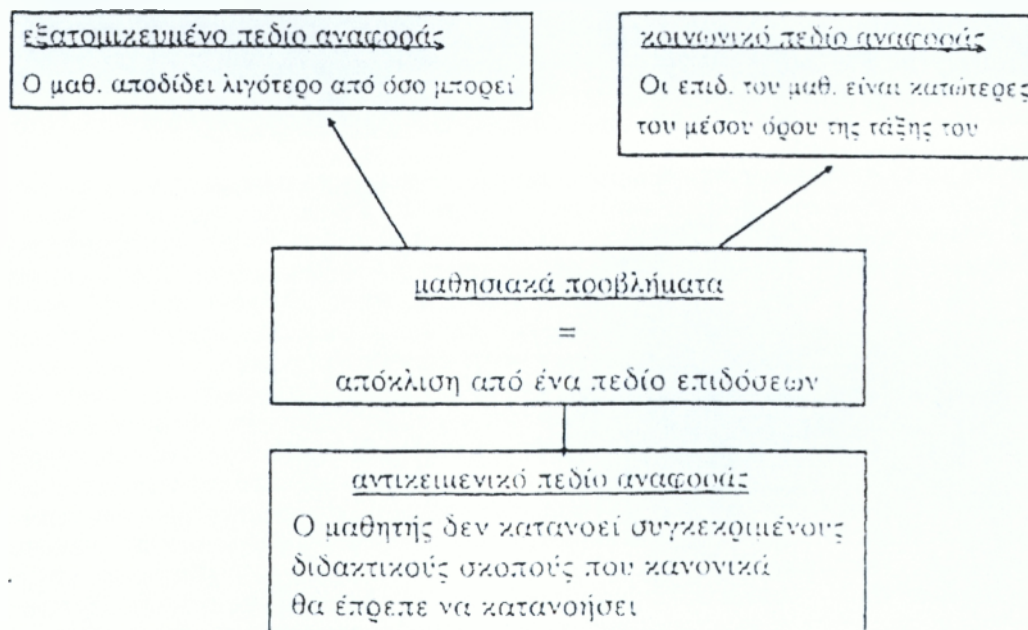 εξατομικευμένο πεδίο αναφοράς
Ο μαθ. αποδίδει λιγότερο από όσο μπορεί
κοινωνικό πεδίο αναφοράς
Οι επιδ. του μαθ. είναι κατώτερες
του μέσου όρου της τάξης του
μαθησιακά προβλήματα
=
απόκλιση από ένα πεδίο επιδόσεων
αντικειμενικό πεδίο αναφοράς
Ο μαθητής δεν κατανοεί συγκεκριμένους
διδακτικούς σκοπούς που κανονικά
θα έπρεπε να κατανοήσει